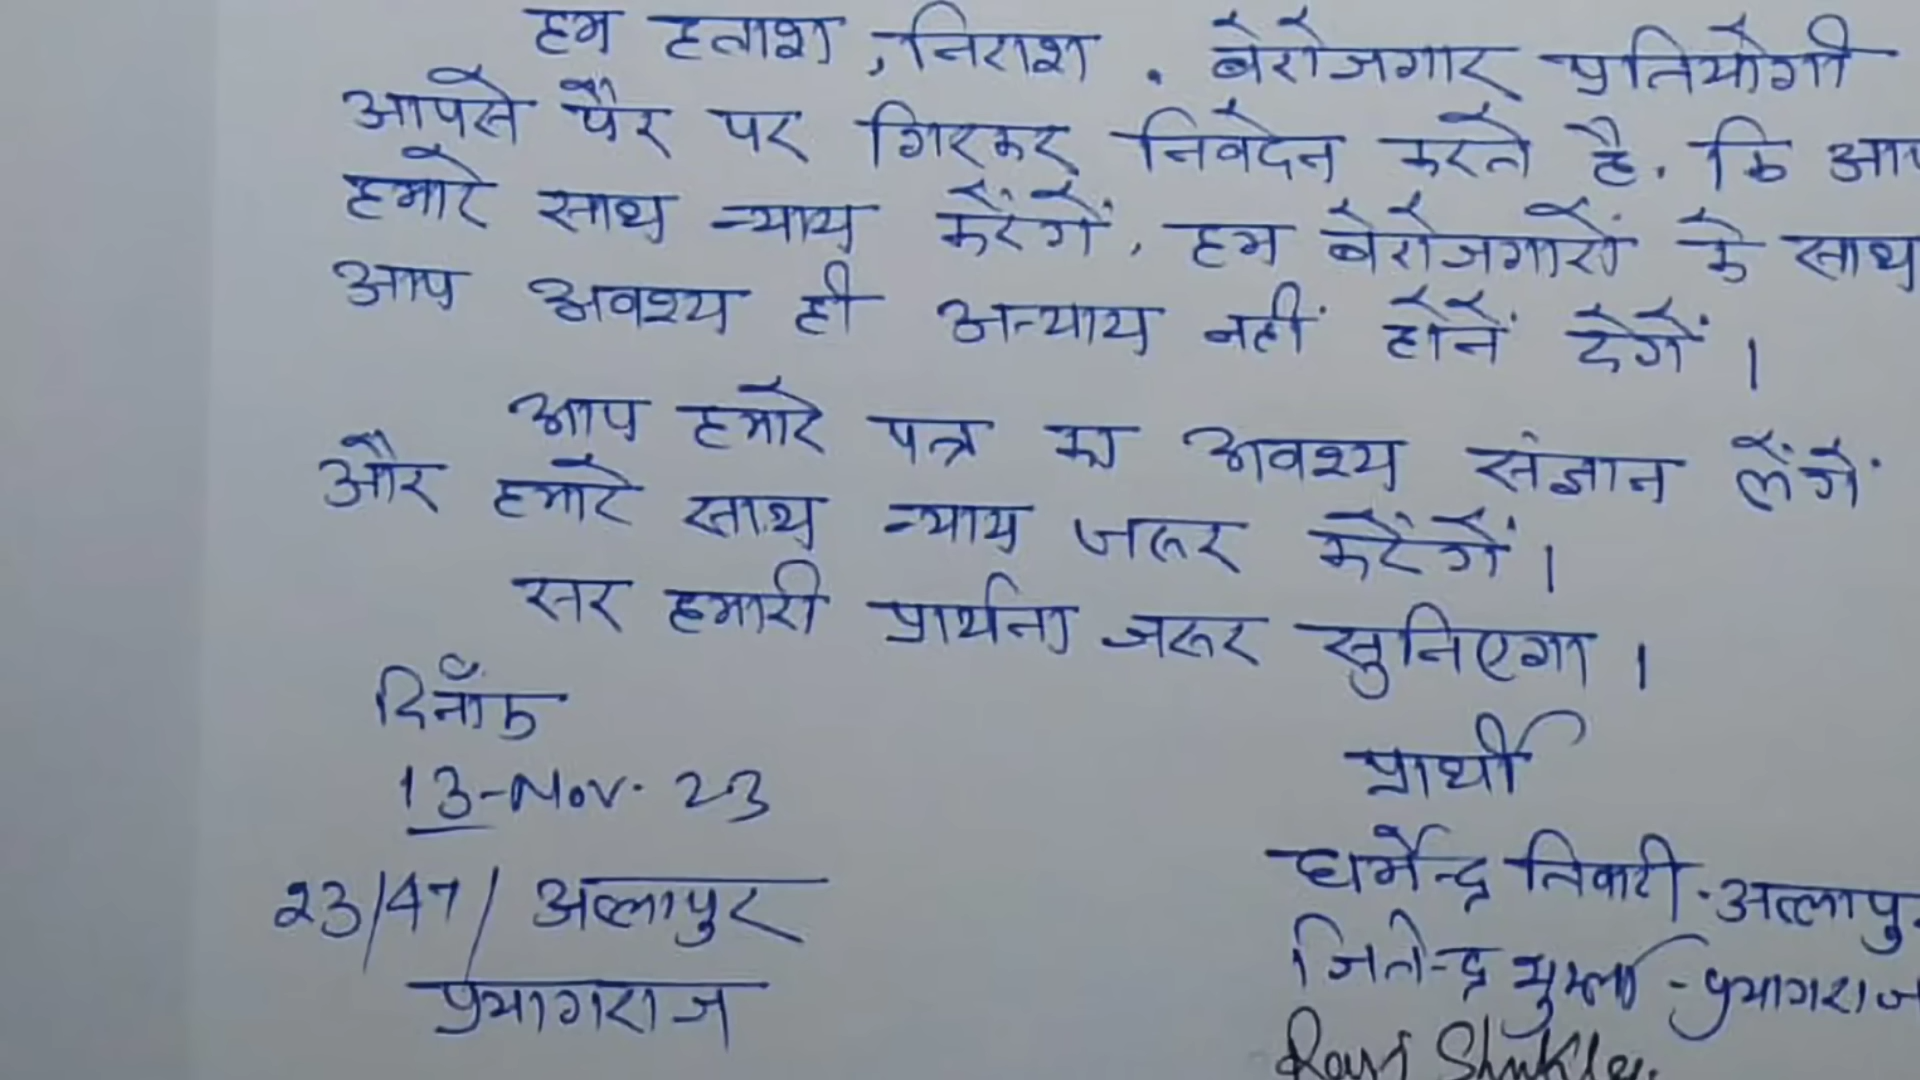 हम हताश, निराश. बेरोजगार प्रतियोगी
आपसे पैर पर गिरकर निवेदन करते है. कि आप
हमारे साथ न्याय करेंगें, हम बेरोजगारों के साथ
आप अवश्य ही अन्याय नहीं होनें देगें।
आप हमारे पत्र का अवश्य संज्ञान लेंगें
और हमारे साथ न्याय जरूर करेंगें।
सर हमारी प्रार्थना जरूर सुनिएगा।
दिनाँक
13-Nov. 23
प्रार्थी
23/47/ अल्लापुर
प्रयागराज
धर्मेन्द्र तिवारी. अल्लापु
जितेन्द्र शुक्ला - प्रयागराज
Ravi Shukla.